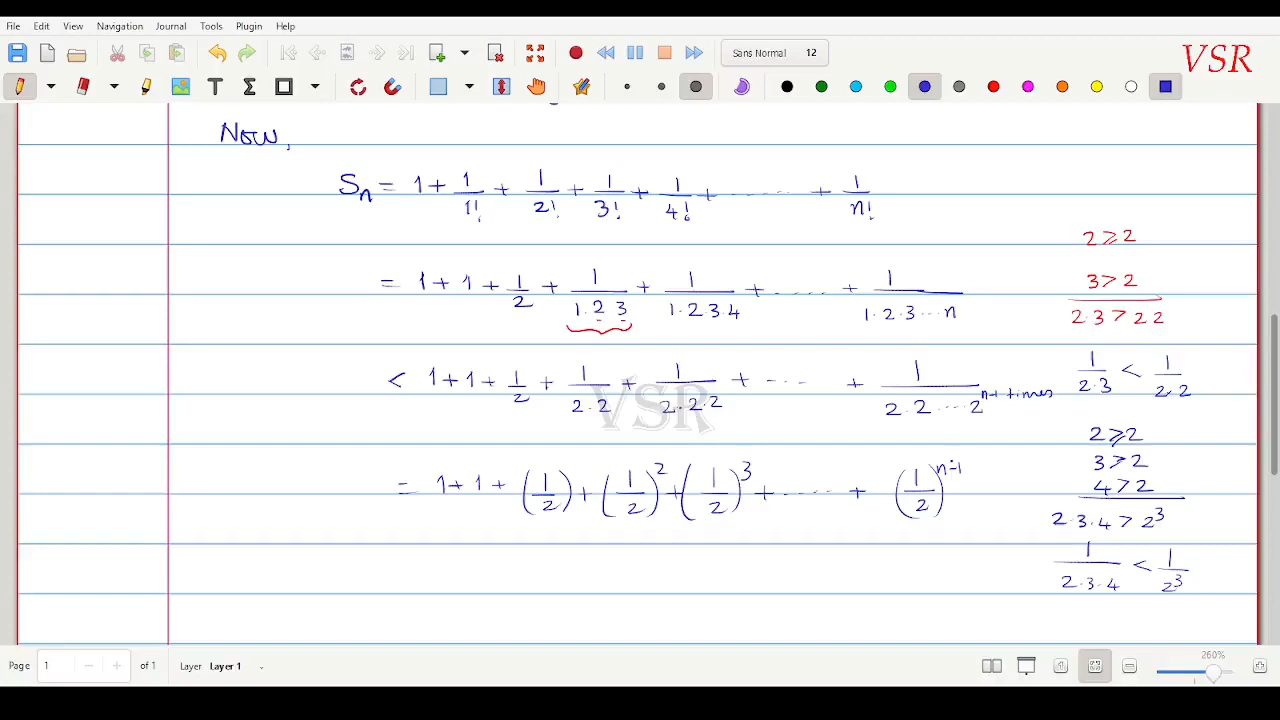 File Edit View Navigation Journal Tools Plugin Help
Sans Normal 12
VSR
Now,
Sn = 1 + 1/1! + 1/2! + 1/3! + 1/4! + ...... + 1/n!
2 ⩾ 2
= 1 + 1 + 1/2 + 1/(1·2 3) + 1/(1·2·3·4) + ...... + 1/(1·2·3···n)
3 > 2
2·3 > 2 2
< 1 + 1 + 1/2 + 1/(2·2) + 1/(2·2·2) + ···· + 1/(2·2····2) n-1 times
1/(2·3) < 1/(2·2)
VSR
2 ⩾ 2
3 > 2
4 > 2
= 1 + 1 + (1/2) + (1/2)^2 + (1/2)^3 + ...... + (1/2)^(n-1)
2·3·4 > 2^3
1/(2·3·4) < 1/2^3
Page 1 of 1 Layer Layer 1 260%